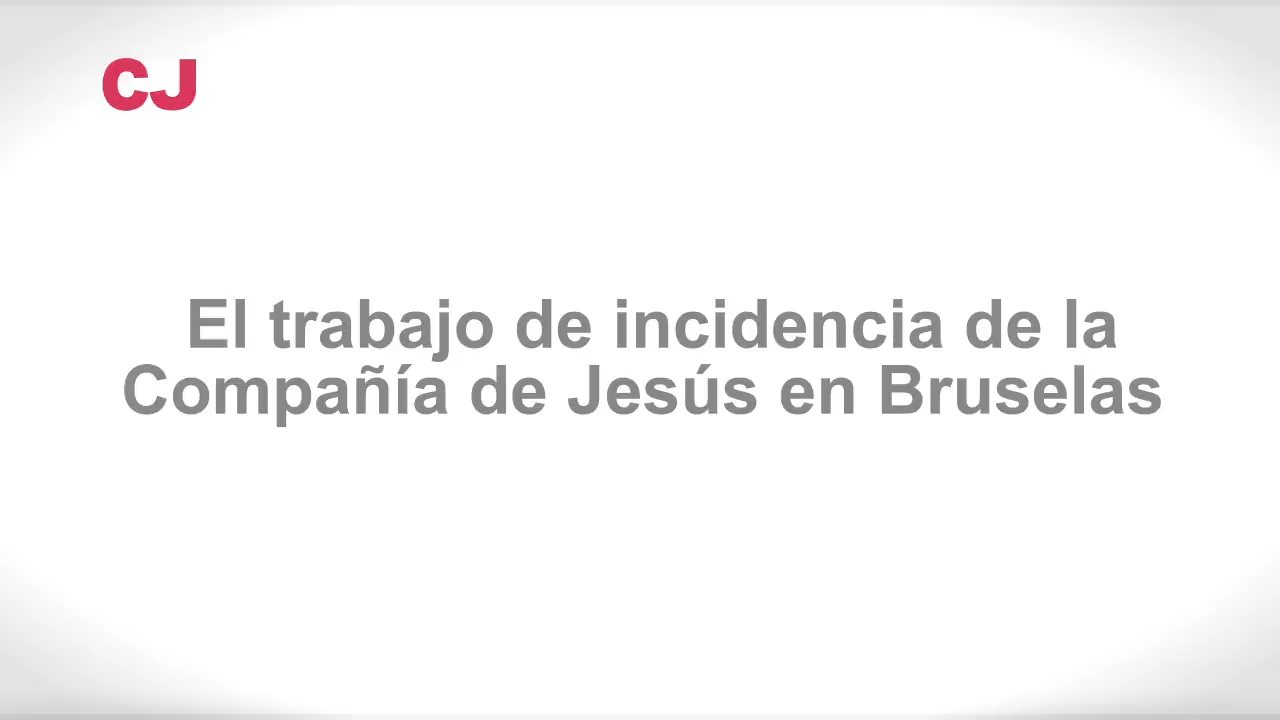 CJ
El trabajo de incidencia de la
Compañía de Jesús en Bruselas